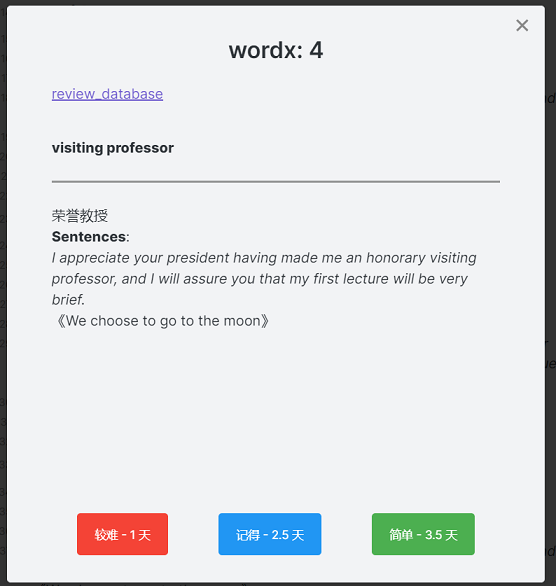 wordx: 4
review_database
visiting professor
荣誉教授
Sentences:
I appreciate your president having made me an honorary visiting
professor, and I will assure you that my first lecture will be very
brief.
《We choose to go to the moon》
较难 - 1 天
记得 - 2.5 天
简单 - 3.5 天